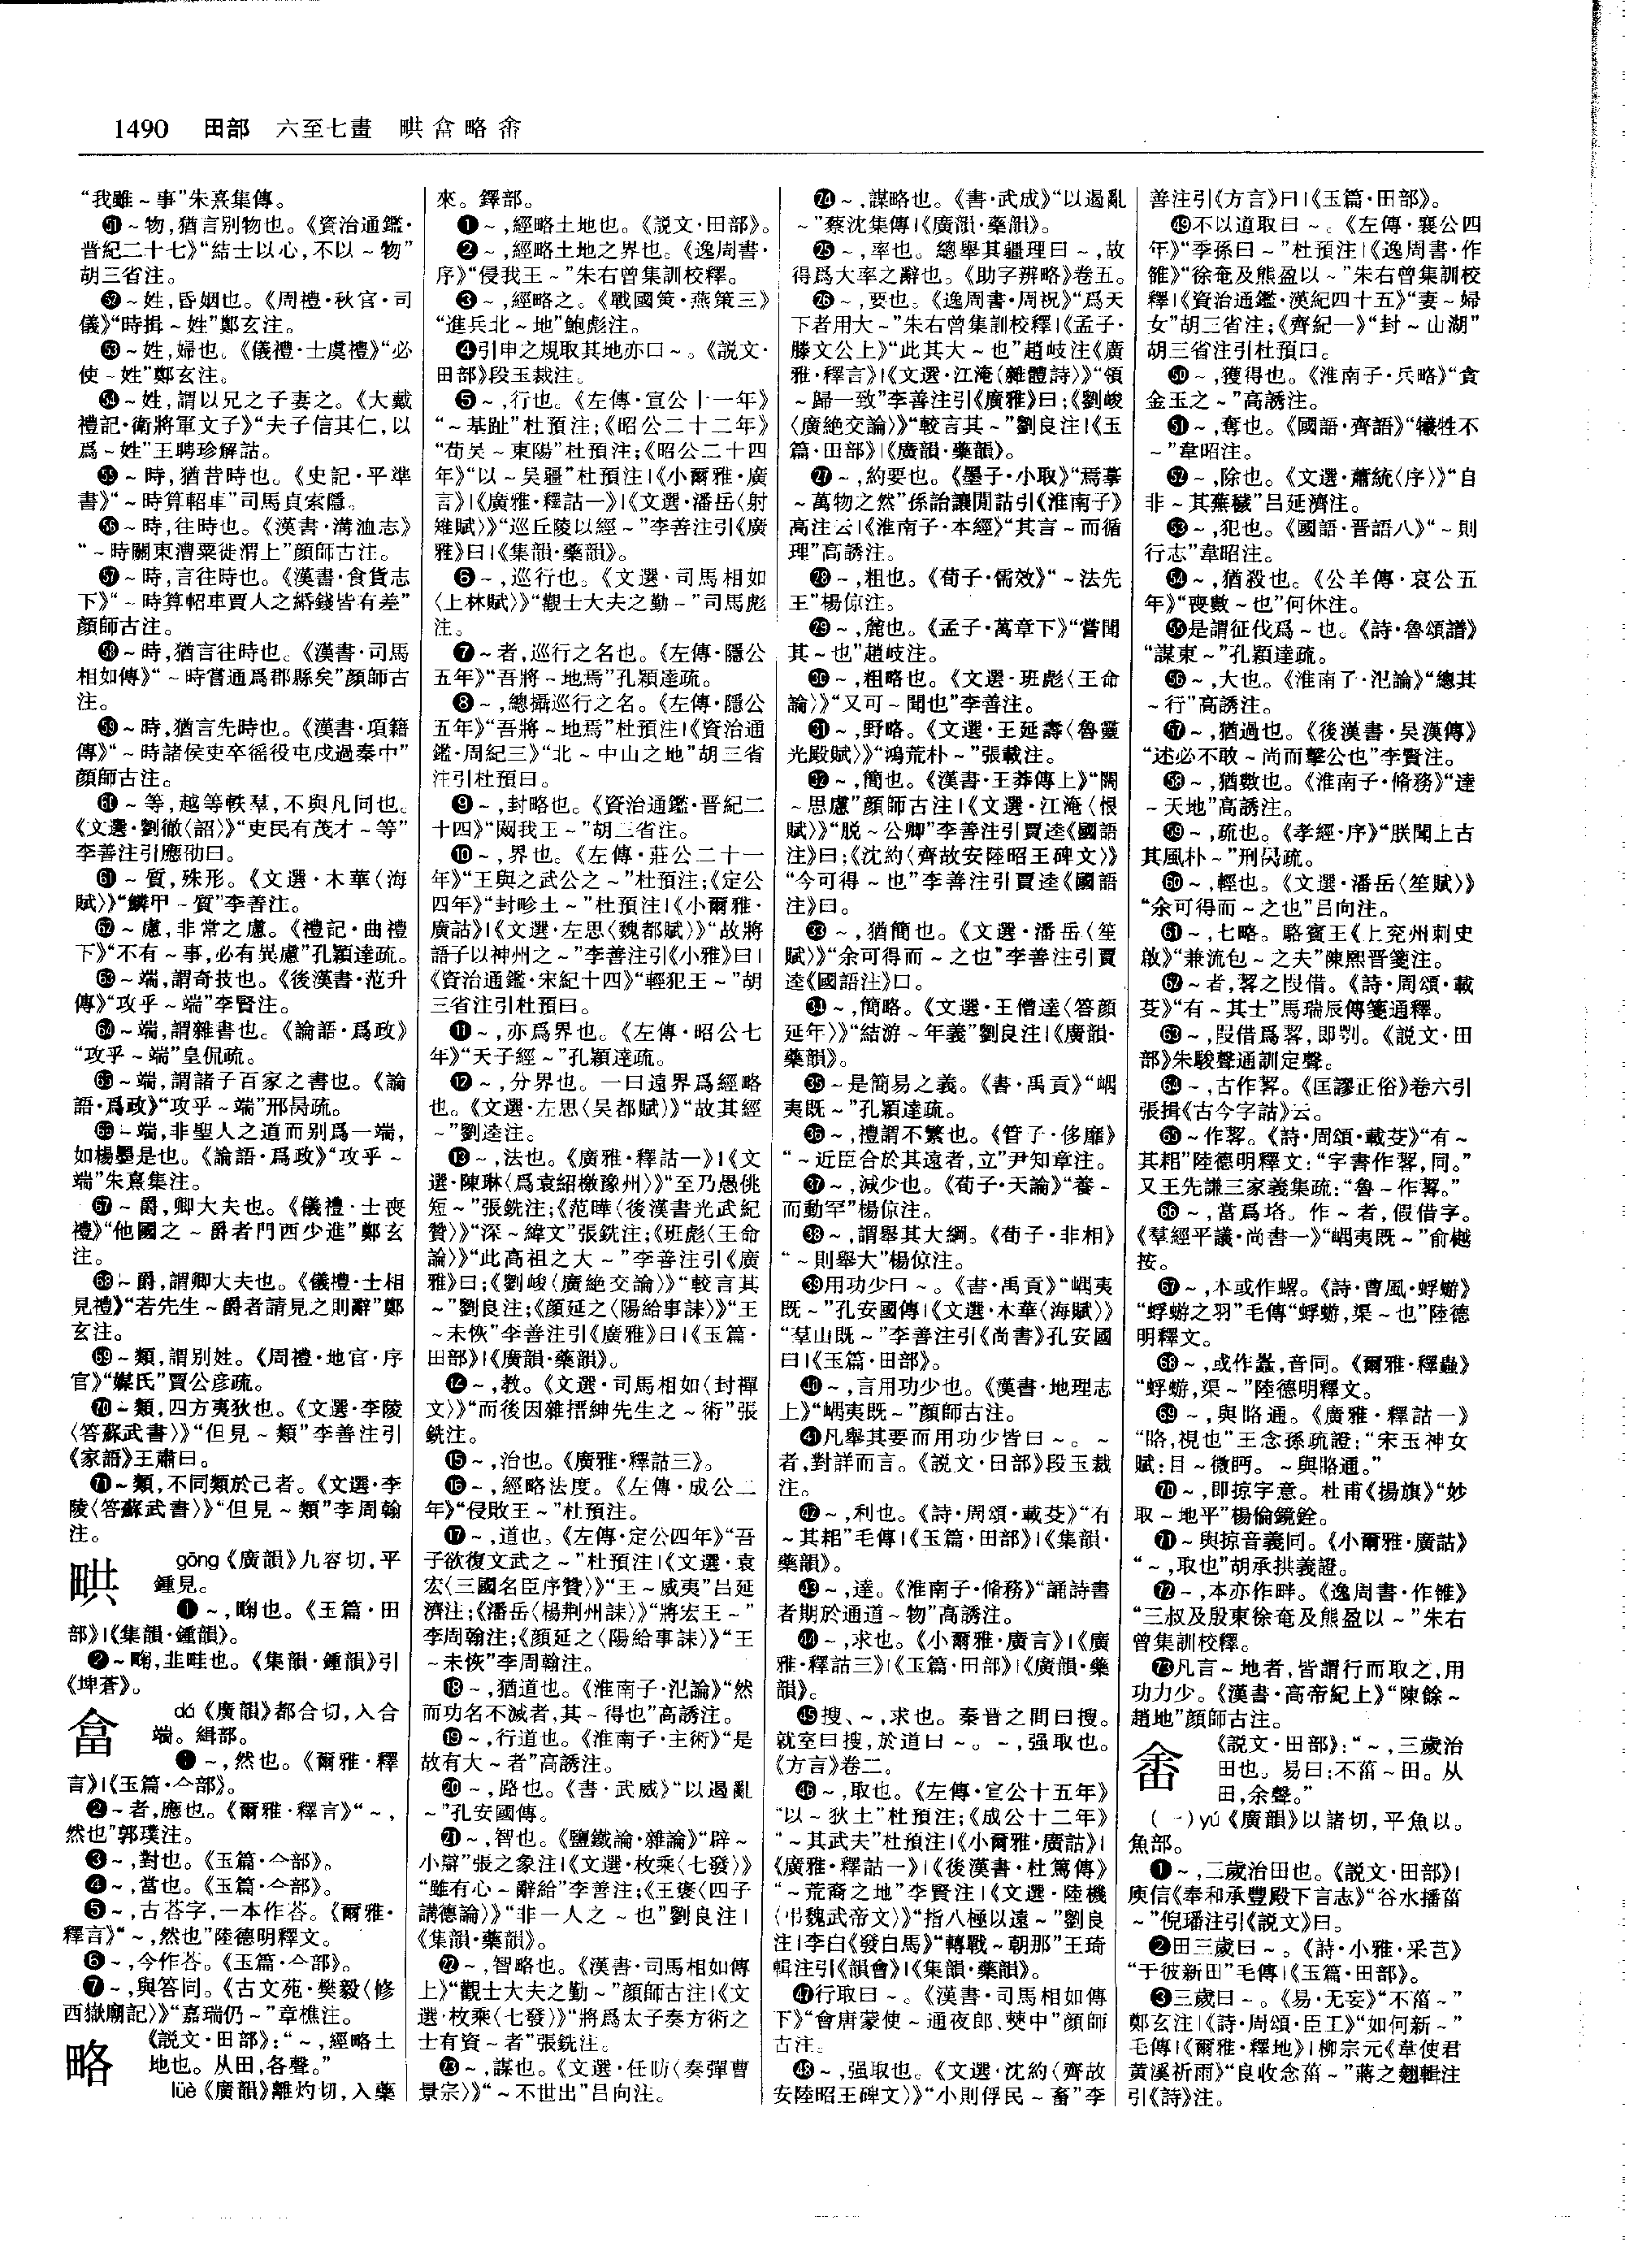 1490 田部 六至七畫 㽏畣略畬
“我雖～事”朱熹集傳。
51～物,猶言別物也。《資治通鑑·
晉紀二十七》“結士以心,不以～物”
胡三省注。
52～姓,昏姻也。《周禮·秋官·司
儀》“時揖～姓”鄭玄注。
53～姓,婦也。《儀禮·士虞禮》“必
使～姓”鄭玄注。
54～姓,謂以兄之子妻之。《大戴
禮記·衛將軍文子》“夫子信其仁,以
爲～姓”王聘珍解詁。
55～時,猶昔時也。《史記·平準
書》“～時算軺車”司馬貞索隱。
56～時,往時也。《漢書·溝洫志》
“～時關東漕粟從渭上”顔師古注。
57～時,言往時也。《漢書·食貨志
下》“～時算軺車賈人之緡錢皆有差”
顔師古注。
58～時,猶言往時也。《漢書·司馬
相如傳》“～時嘗通爲郡縣矣”顔師古
注。
59～時,猶言先時也。《漢書·項籍
傳》“～時諸侯吏卒徭役屯戍過秦中”
顔師古注。
60～等,越等軼羣,不與凡同也。
《文選·劉徹〈詔〉》“吏民有茂才～等”
李善注引應劭曰。
61～質,殊形。《文選·木華〈海
賦〉》“鱗甲～質”李善注。
62～慮,非常之慮。《禮記·曲禮
下》“不有～事,必有異慮”孔穎達疏。
63～端,謂奇技也。《後漢書·范升
傳》“攻乎～端”李賢注。
64～端,謂雜書也。《論語·爲政》
“攻乎～端”皇侃疏。
65～端,謂諸子百家之書也。《論
語·爲政》“攻乎～端”邢昺疏。
66～端,非聖人之道而別爲一端,
如楊墨是也。《論語·爲政》“攻乎～
端”朱熹集注。
67～爵,卿大夫也。《儀禮·士喪
禮》“他國之～爵者門西少進”鄭玄
注。
68～爵,謂卿大夫也。《儀禮·士相
見禮》“若先生～爵者請見之則辭”鄭
玄注。
69～類,謂別姓。《周禮·地官·序
官》“媒氏”賈公彦疏。
70～類,四方夷狄也。《文選·李陵
〈答蘇武書〉》“但見～類”李善注引
《家語》王肅曰。
71～類,不同類於己者。《文選·李
陵〈答蘇武書〉》“但見～類”李周翰
注。
㽏 gōng《廣韻》九容切,平
鍾見。
❶～,畮也。《玉篇·田
部》|《集韻·鍾韻》。
❷～畮,韭畦也。《集韻·鍾韻》引
《埤蒼》。
畣 dá《廣韻》都合切,入合
端。緝部。
❶～,然也。《爾雅·釋
言》|《玉篇·亼部》。
❷～者,應也。《爾雅·釋言》“～,
然也”郭璞注。
❸～,對也。《玉篇·亼部》。
❹～,當也。《玉篇·亼部》。
❺～,古荅字,一本作荅。《爾雅·
釋言》“～,然也”陸德明釋文。
❻～,今作荅。《玉篇·亼部》。
❼～,與答同。《古文苑·樊毅〈修
西嶽廟記〉》“嘉瑞仍～”章樵注。
略 《説文·田部》:“～,經略土
地也。从田,各聲。”
lüè《廣韻》離灼切,入藥
來。鐸部。
❶～,經略土地也。《説文·田部》。
❷～,經略土地之界也。《逸周書·
序》“侵我王～”朱右曾集訓校釋。
❸～,經略之。《戰國策·燕策三》
“進兵北～地”鮑彪注。
❹引申之規取其地亦曰～。《説文·
田部》段玉裁注。
❺～,行也。《左傳·宣公十一年》
“～基趾”杜預注;《昭公二十二年》
“荀吴～東陽”杜預注;《昭公二十四
年》“以～吴疆”杜預注|《小爾雅·廣
言》|《廣雅·釋詁一》|《文選·潘岳〈射
雉賦〉》“巡丘陵以經～”李善注引《廣
雅》曰|《集韻·藥韻》。
❻～,巡行也。《文選·司馬相如
〈上林賦〉》“觀士大夫之勤～”司馬彪
注。
❼～者,巡行之名也。《左傳·隱公
五年》“吾將～地焉”孔穎達疏。
❽～,總攝巡行之名。《左傳·隱公
五年》“吾將～地焉”杜預注|《資治通
鑑·周紀三》“北～中山之地”胡三省
注引杜預曰。
❾～,封略也。《資治通鑑·晉紀二
十四》“闚我王～”胡三省注。
❿～,界也。《左傳·莊公二十一
年》“王與之武公之～”杜預注;《定公
四年》“封畛土～”杜預注|《小爾雅·
廣詁》|《文選·左思〈魏都賦〉》“故將
語子以神州之～”李善注引《小雅》曰|
《資治通鑑·宋紀十四》“輕犯王～”胡
三省注引杜預曰。
⓫～,亦爲界也。《左傳·昭公七
年》“天子經～”孔穎達疏。
⓬～,分界也。一曰遠界爲經略
也。《文選·左思〈吴都賦〉》“故其經
～”劉逵注。
⓭～,法也。《廣雅·釋詁一》|《文
選·陳琳〈爲袁紹檄豫州〉》“至乃愚佻
短～”張銑注;《范曄〈後漢書光武紀
贊〉》“深～緯文”張銑注;《班彪〈王命
論〉》“此高祖之大～”李善注引《廣
雅》曰;《劉峻〈廣絶交論〉》“較言其
～”劉良注;《顔延之〈陽給事誄〉》“王
～未恢”李善注引《廣雅》曰|《玉篇·
田部》|《廣韻·藥韻》。
⓮～,教。《文選·司馬相如〈封禪
文〉》“而後因雜搢紳先生之～術”張
銑注。
⓯～,治也。《廣雅·釋詁三》。
⓰～,經略法度。《左傳·成公二
年》“侵敗王～”杜預注。
⓱～,道也。《左傳·定公四年》“吾
子欲復文武之～”杜預注|《文選·袁
宏〈三國名臣序贊〉》“王～威夷”吕延
濟注;《潘岳〈楊荆州誄〉》“將宏王～”
李周翰注;《顔延之〈陽給事誄〉》“王
～未恢”李周翰注。
⓲～,猶道也。《淮南子·氾論》“然
而功名不滅者,其～得也”高誘注。
⓳～,行道也。《淮南子·主術》“是
故有大～者”高誘注。
⓴～,路也。《書·武威》“以遏亂
～”孔安國傳。
21～,智也。《鹽鐵論·雜論》“辟～
小辯”張之象注|《文選·枚乘〈七發〉》
“雖有心～辭給”李善注;《王褒〈四子
講德論〉》“非一人之～也”劉良注|
《集韻·藥韻》。
22～,智略也。《漢書·司馬相如傳
上》“觀士大夫之勤～”顔師古注|《文
選·枚乘〈七發〉》“將爲太子奏方術之
士有資～者”張銑注。
23～,謀也。《文選·任昉〈奏彈曹
景宗〉》“～不世出”吕向注。
24～,謀略也。《書·武成》“以遏亂
～”蔡沈集傳|《廣韻·藥韻》。
25～,率也。總舉其疆理曰～,故
得爲大率之辭也。《助字辨略》卷五。
26～,要也。《逸周書·周祝》“爲天
下者用大～”朱右曾集訓校釋|《孟子·
滕文公上》“此其大～也”趙岐注《廣
雅·釋言》|《文選·江淹〈雜體詩〉》“領
～歸一致”李善注引《廣雅》曰;《劉峻
〈廣絶交論〉》“較言其～”劉良注|《玉
篇·田部》|《廣韻·藥韻》。
27～,約要也。《墨子·小取》“焉摹
～萬物之然”孫詒讓閒詁引《淮南子》
高注云|《淮南子·本經》“其言～而循
理”高誘注。
28～,粗也。《荀子·儒效》“～法先
王”楊倞注。
29～,麄也。《孟子·萬章下》“嘗聞
其～也”趙岐注。
30～,粗略也。《文選·班彪〈王命
論〉》“又可～聞也”李善注。
31～,野略。《文選·王延壽〈魯靈
光殿賦〉》“鴻荒朴～”張載注。
32～,簡也。《漢書·王莽傳上》“闊
～思慮”顔師古注|《文選·江淹〈恨
賦〉》“脱～公卿”李善注引賈逵《國語
注》曰;《沈約〈齊故安陸昭王碑文〉》
“今可得～也”李善注引賈逵《國語
注》曰。
33～,猶簡也。《文選·潘岳〈笙
賦〉》“余可得而～之也”李善注引賈
逵《國語注》曰。
34～,簡略。《文選·王僧達〈答顔
延年〉》“結游～年義”劉良注|《廣韻·
藥韻》。
35～是簡易之義。《書·禹貢》“嵎
夷既～”孔穎達疏。
36～,禮謂不繁也。《管子·侈靡》
“～近臣合於其遠者,立”尹知章注。
37～,減少也。《荀子·天論》“養～
而動罕”楊倞注。
38～,謂舉其大綱。《荀子·非相》
“～則舉大”楊倞注。
39用功少曰～。《書·禹貢》“嵎夷
既～”孔安國傳|《文選·木華〈海賦〉》
“羣山既～”李善注引《尚書》孔安國
曰|《玉篇·田部》。
40～,言用功少也。《漢書·地理志
上》“嵎夷既～”顔師古注。
41凡舉其要而用功少皆曰～。～
者,對詳而言。《説文·田部》段玉裁
注。
42～,利也。《詩·周頌·載芟》“有
～其耜”毛傳|《玉篇·田部》|《集韻·
藥韻》。
43～,達。《淮南子·脩務》“誦詩書
者期於通道～物”高誘注。
44～,求也。《小爾雅·廣言》|《廣
雅·釋詁三》|《玉篇·田部》|《廣韻·藥
韻》。
45搜、～,求也。秦晉之間曰搜。
就室曰搜,於道曰～。～,强取也。
《方言》卷二。
46～,取也。《左傳·宣公十五年》
“以～狄土”杜預注;《成公十二年》
“～其武夫”杜預注|《小爾雅·廣詁》|
《廣雅·釋詁一》|《後漢書·杜篤傳》
“～荒裔之地”李賢注|《文選·陸機
〈弔魏武帝文〉》“指八極以遠～”劉良
注|李白《發白馬》“轉戰～朝那”王琦
輯注引《韻會》|《集韻·藥韻》。
47行取曰～。《漢書·司馬相如傳
下》“會唐蒙使～通夜郎、僰中”顔師
古注。
48～,强取也。《文選·沈約〈齊故
安陸昭王碑文〉》“小則俘民～畜”李
善注引《方言》曰|《玉篇·田部》。
49不以道取曰～。《左傳·襄公四
年》“季孫曰～”杜預注|《逸周書·作
雒》“徐奄及熊盈以～”朱右曾集訓校
釋|《資治通鑑·漢紀四十五》“妻～婦
女”胡三省注;《齊紀一》“封～山湖”
胡三省注引杜預曰。
50～,獲得也。《淮南子·兵略》“貪
金玉之～”高誘注。
51～,奪也。《國語·齊語》“犧牲不
～”韋昭注。
52～,除也。《文選·蕭統〈序〉》“自
非～其蕪穢”吕延濟注。
53～,犯也。《國語·晉語八》“～則
行志”韋昭注。
54～,猶殺也。《公羊傳·哀公五
年》“喪數～也”何休注。
55是謂征伐爲～也。《詩·魯頌譜》
“謀東～”孔穎達疏。
56～,大也。《淮南子·氾論》“總其
～行”高誘注。
57～,猶過也。《後漢書·吴漢傳》
“述必不敢～尚而擊公也”李賢注。
58～,猶數也。《淮南子·脩務》“達
～天地”高誘注。
59～,疏也。《孝經·序》“朕聞上古
其風朴～”刑昺疏。
60～,輕也。《文選·潘岳〈笙賦〉》
“余可得而～之也”吕向注。
61～,七略。駱賓王《上兖州刺史
啟》“兼流包～之夫”陳熙晉箋注。
62～者,畧之叚借。《詩·周頌·載
芟》“有～其士”馬瑞辰傳箋通釋。
63～,叚借爲畧,即剠。《説文·田
部》朱駿聲通訓定聲。
64～,古作畧。《匡謬正俗》卷六引
張揖《古今字詁》云。
65～作畧。《詩·周頌·載芟》“有～
其耜”陸德明釋文:“字書作畧,同。”
又王先謙三家義集疏:“魯～作畧。”
66～,當爲垎。作～者,假借字。
《羣經平議·尚書一》“嵎夷既～”俞樾
按。
67～,本或作蟘。《詩·曹風·蜉蝣》
“蜉蝣之羽”毛傳“蜉蝣,渠～也”陸德
明釋文。
68～,或作蠚,音同。《爾雅·釋蟲》
“蜉蝣,渠～”陸德明釋文。
69～,與䀩通。《廣雅·釋詁一》
“䀩,視也”王念孫疏證:“宋玉神女
賦:目～微眄。～與䀩通。”
70～,即掠字意。杜甫《揚旗》“妙
取～地平”楊倫鏡銓。
71～與掠音義同。《小爾雅·廣詁》
“～,取也”胡承拱義證。
72～,本亦作畔。《逸周書·作雒》
“三叔及殷東徐奄及熊盈以～”朱右
曾集訓校釋。
73凡言～地者,皆謂行而取之,用
功力少。《漢書·高帝紀上》“陳餘～
趙地”顔師古注。
畬 《説文·田部》:“～,三歲治
田也。易曰:不菑～田。从
田,余聲。”
(一)yú《廣韻》以諸切,平魚以。
魚部。
❶～,二歲治田也。《説文·田部》|
庾信《奉和承豐殿下言志》“谷水播菑
～”倪璠注引《説文》曰。
❷田三歲曰～。《詩·小雅·采芑》
“于彼新田”毛傳|《玉篇·田部》。
❸三歲曰～。《易·无妄》“不菑～”
鄭玄注|《詩·周頌·臣工》“如何新～”
毛傳|《爾雅·釋地》|柳宗元《韋使君
黄溪祈雨》“良收念菑～”蔣之翹輯注
引《詩》注。